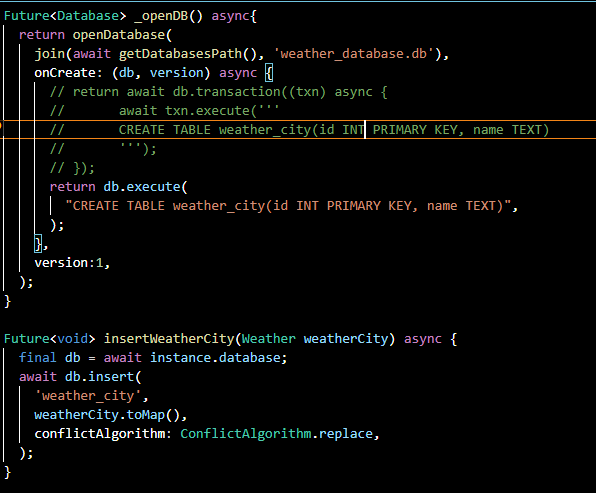 Future<Database> _openDB() async{
  return openDatabase(
    join(await getDatabasesPath(), 'weather_database.db'),
    onCreate: (db, version) async {
      // return await db.transaction((txn) async {
      //       await txn.execute('''
      //       CREATE TABLE weather_city(id INT PRIMARY KEY, name TEXT)
      //       ''');
      // });
      return db.execute(
        "CREATE TABLE weather_city(id INT PRIMARY KEY, name TEXT)",
      );
    },
    version:1,
  );
}

Future<void> insertWeatherCity(Weather weatherCity) async {
  final db = await instance.database;
  await db.insert(
    'weather_city',
    weatherCity.toMap(),
    conflictAlgorithm: ConflictAlgorithm.replace,
  );
}